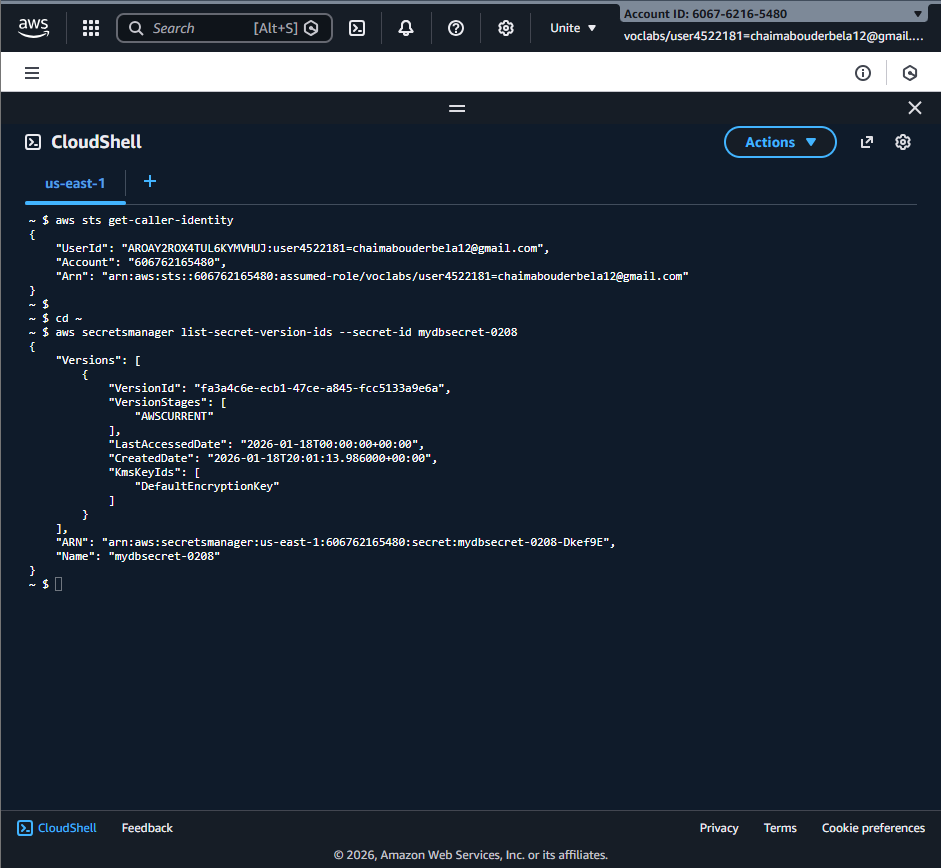 aws
Search [Alt+S]
Unite
Account ID: 6067-6216-5480
voclabs/user4522181=chaimabouderbela12@gmail....
CloudShell
Actions
us-east-1
+
~ $ aws sts get-caller-identity
{
    "UserId": "AROAY2ROX4TUL6KYMVHUJ:user4522181=chaimabouderbela12@gmail.com",
    "Account": "606762165480",
    "Arn": "arn:aws:sts::606762165480:assumed-role/voclabs/user4522181=chaimabouderbela12@gmail.com"
}
~ $
~ $ cd ~
~ $ aws secretsmanager list-secret-version-ids --secret-id mydbsecret-0208
{
    "Versions": [
        {
            "VersionId": "fa3a4c6e-ecb1-47ce-a845-fcc5133a9e6a",
            "VersionStages": [
                "AWSCURRENT"
            ],
            "LastAccessedDate": "2026-01-18T00:00:00+00:00",
            "CreatedDate": "2026-01-18T20:01:13.986000+00:00",
            "KmsKeyIds": [
                "DefaultEncryptionKey"
            ]
        }
    ],
    "ARN": "arn:aws:secretsmanager:us-east-1:606762165480:secret:mydbsecret-0208-Dkef9E",
    "Name": "mydbsecret-0208"
}
~ $
CloudShell Feedback Privacy Terms Cookie preferences
© 2026, Amazon Web Services, Inc. or its affiliates.